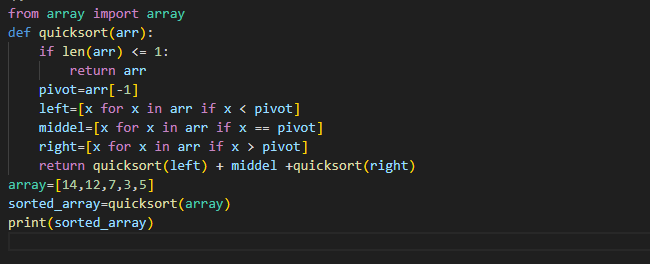 from array import array
def quicksort(arr):
    if len(arr) <= 1:
        return arr
    pivot=arr[-1]
    left=[x for x in arr if x < pivot]
    middel=[x for x in arr if x == pivot]
    right=[x for x in arr if x > pivot]
    return quicksort(left) + middel +quicksort(right)
array=[14,12,7,3,5]
sorted_array=quicksort(array)
print(sorted_array)